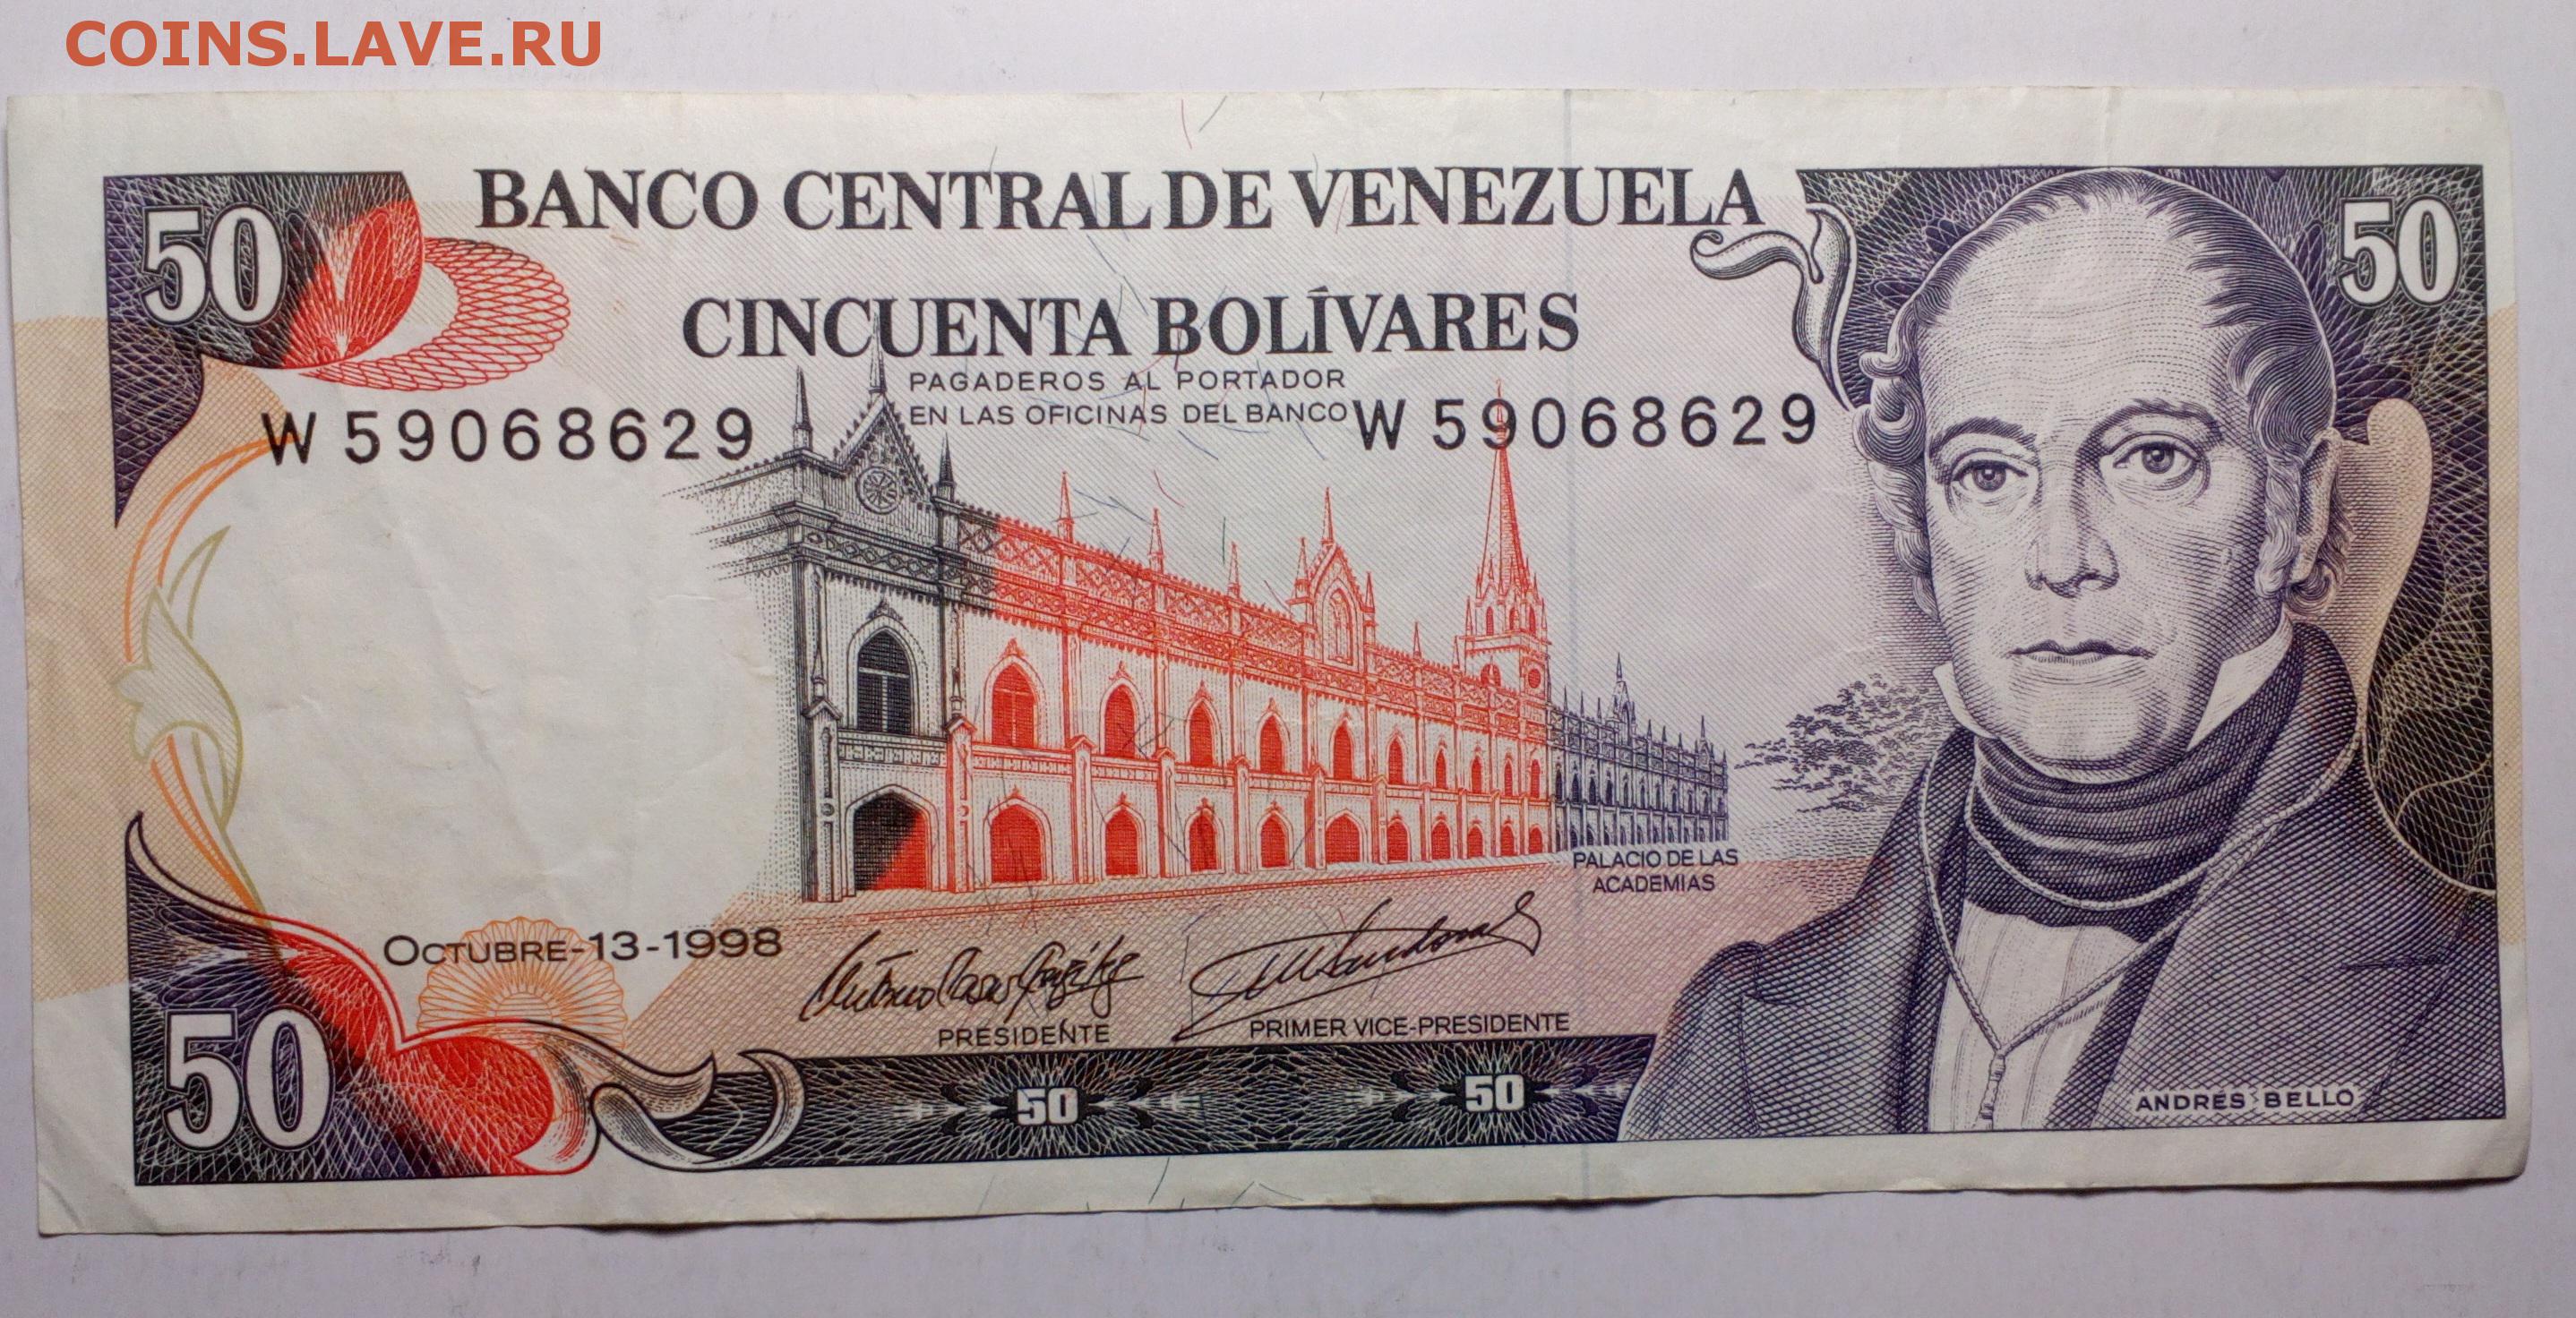 COINS.LAVE.RU
BANCO CENTRAL DE VENEZUELA
50
50
CINCUENTA BOLÍVARES
PAGADEROS AL PORTADOR
EN LAS OFICINAS DEL BANCO
W 59068629
W 59068629
PALACIO DE LAS
ACADEMIAS
OCTUBRE-13-1998
PRESIDENTE
PRIMER VICE-PRESIDENTE
50
50
50
ANDRÉS BELLO